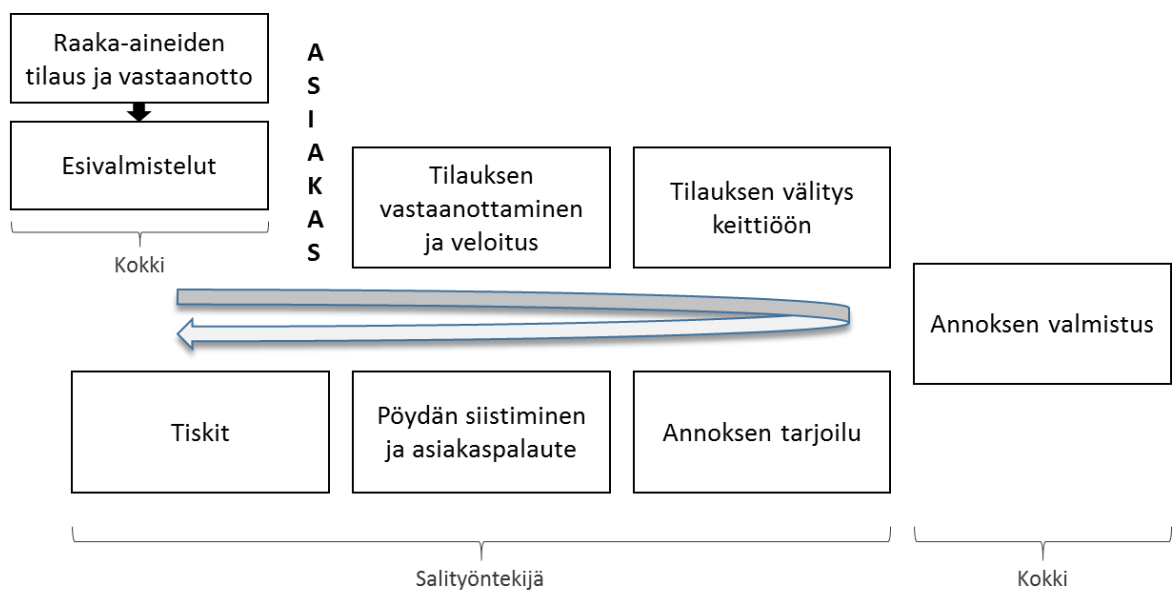 Raaka-aineiden
tilaus ja vastaanotto
Esivalmistelut
Kokki
A
S
I
A
K
A
S
Tilauksen
vastaanottaminen
ja veloitus
Tilauksen välitys
keittiöön
Annoksen valmistus
Tiskit
Pöydän siistiminen
ja asiakaspalaute
Annoksen tarjoilu
Salityöntekijä
Kokki